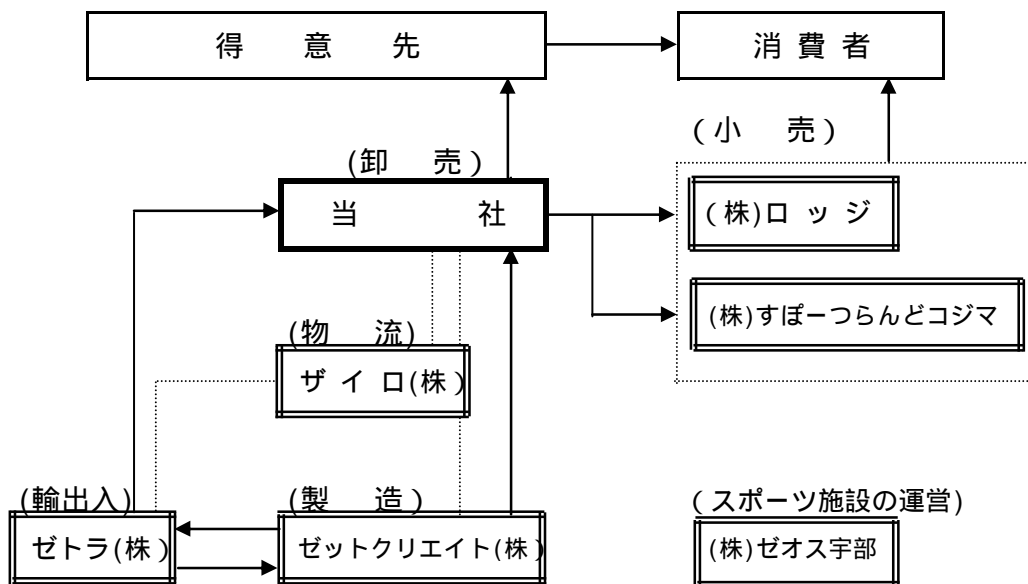 得 意 先
消 費 者
(小 売)
(卸 売)
当 社
(株)ロ ッ ジ
(株)すぽーつらんどコジマ
(物 流)
ザ イ ロ(株)
(輸出入)
(製 造)
(スポーツ施設の運営)
ゼトラ(株)
ゼットクリエイト(株)
(株)ゼオス宇部